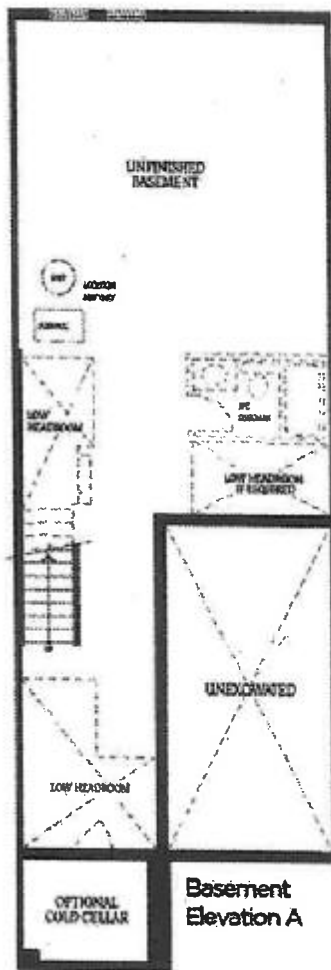 UNFINISHED
BASEMENT
LOW
HEADROOM
LOW HEADROOM
IF REQUIRED
UNEXCAVATED
LOW HEADROOM
OPTIONAL
COLD CELLAR
Basement
Elevation A